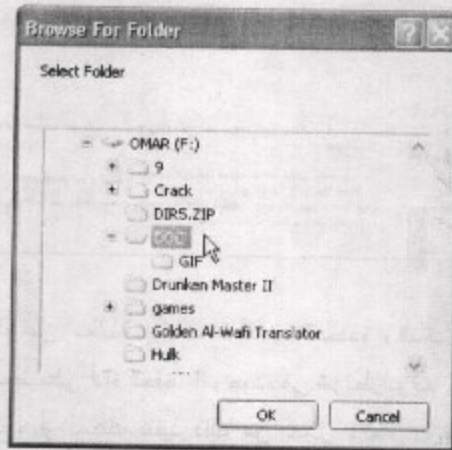 Browse For Folder
Select Folder
OMAR (F:)
9
Crack
DIR5.ZIP
GIF
Drunken Master II
games
Golden Al-Wafi Translator
Hulk
OK
Cancel